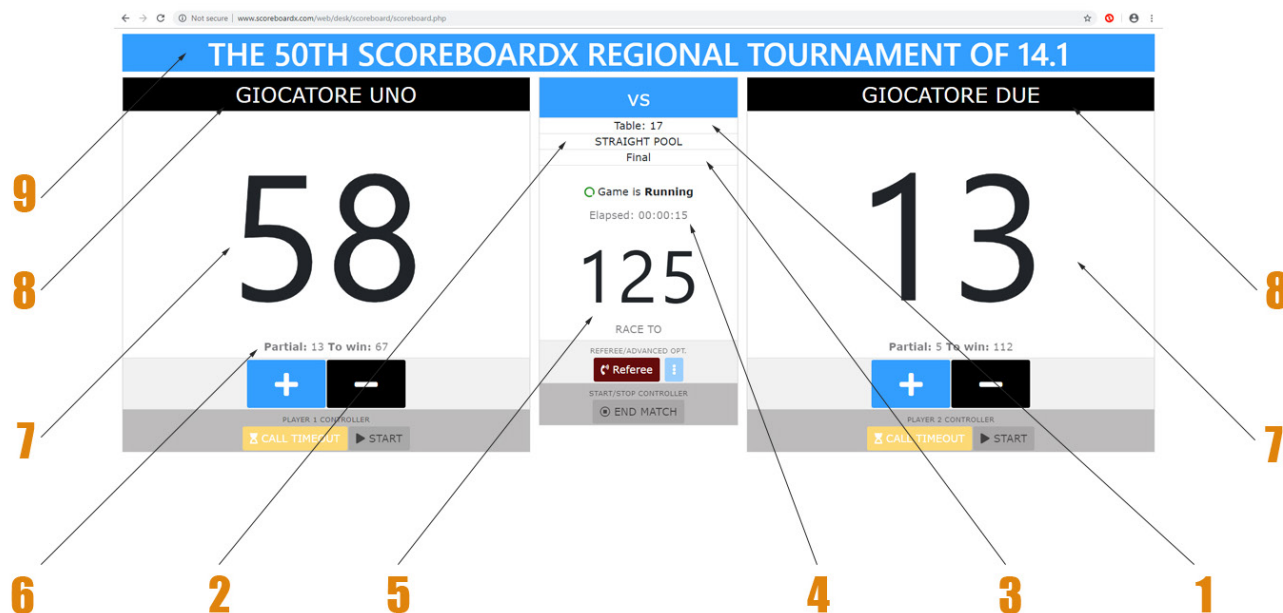 Not secure | www.scoreboardx.com/web/desk/scoreboard/scoreboard.php
THE 50TH SCOREBOARDX REGIONAL TOURNAMENT OF 14.1
GIOCATORE UNO
vs
GIOCATORE DUE
Table: 17
STRAIGHT POOL
Final
9
58
Game is Running
13
Elapsed: 00:00:15
8
125
8
RACE TO
Partial: 13 To win: 67
Partial: 5 To win: 112
REFEREE/ADVANCED OPT.
Referee
+ −
+ −
START/STOP CONTROLLER
END MATCH
PLAYER 1 CONTROLLER
PLAYER 2 CONTROLLER
7
CALL TIMEOUT START
CALL TIMEOUT START
7
6 2 5 4 3 1